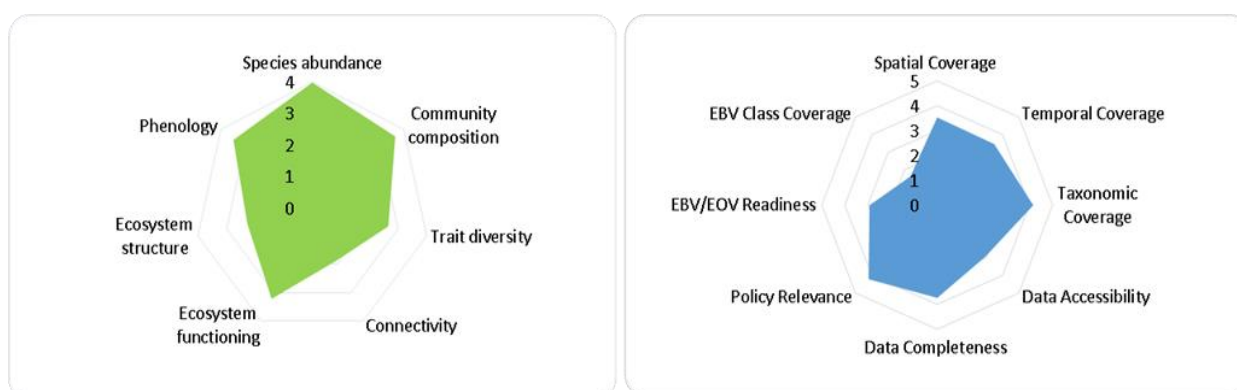 Species abundance
4
3
2
1
0
Community
composition
Trait diversity
Connectivity
Ecosystem
functioning
Ecosystem
structure
Phenology
Spatial Coverage
5
4
3
2
1
0
Temporal Coverage
Taxonomic
Coverage
Data Accessibility
Data Completeness
Policy Relevance
EBV/EOV Readiness
EBV Class Coverage